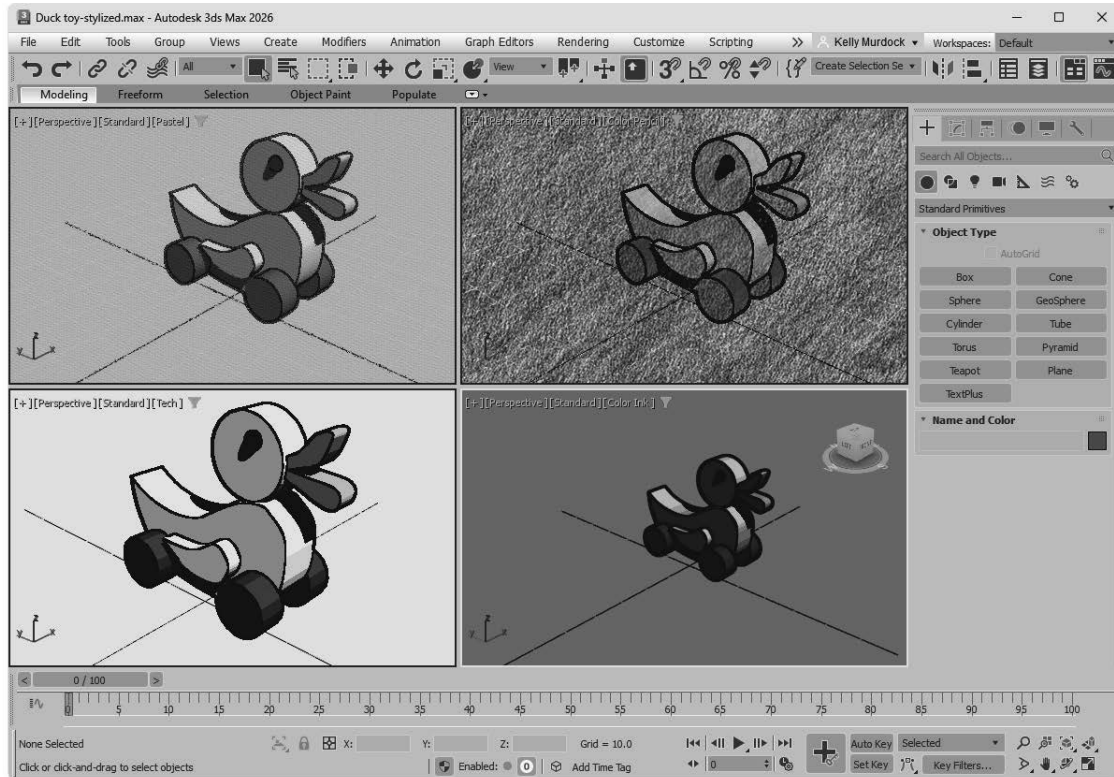 Duck toy-stylized.max - Autodesk 3ds Max 2026
File Edit Tools Group Views Create Modifiers Animation Graph Editors Rendering Customize Scripting Kelly Murdock Workspaces: Default
All View Create Selection Se
Modeling Freeform Selection Object Paint Populate
[+][Perspective][Standard][Pastel]
[+][Perspective][Standard][Color Pencil]
Search All Objects...
Standard Primitives
Object Type
AutoGrid
Box Cone
Sphere GeoSphere
Cylinder Tube
Torus Pyramid
Teapot Plane
TextPlus
Name and Color
z
y x
[+][Perspective][Standard][Tech]
[+][Perspective][Standard][Color Ink]
z
y x
0 / 100
0 5 10 15 20 25 30 35 40 45 50 55 60 65 70 75 80 85 90 95 100
None Selected X: Y: Z: Grid = 10.0 Auto Key Selected
Click or click-and-drag to select objects Enabled: 0 Add Time Tag 0 Set Key Key Filters...